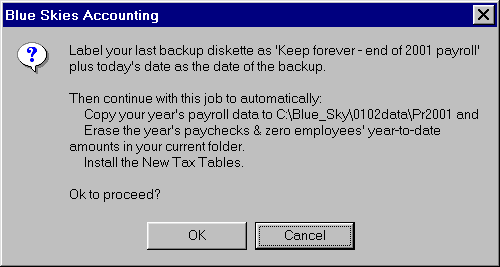 Blue Skies Accounting
Label your last backup diskette as 'Keep forever - end of 2001 payroll'
plus today's date as the date of the backup.
Then continue with this job to automatically:
Copy your year's payroll data to C:\Blue_Sky\0102data\Pr2001 and
Erase the year's paychecks & zero employees' year-to-date
amounts in your current folder.
Install the New Tax Tables.
Ok to proceed?
OK
Cancel